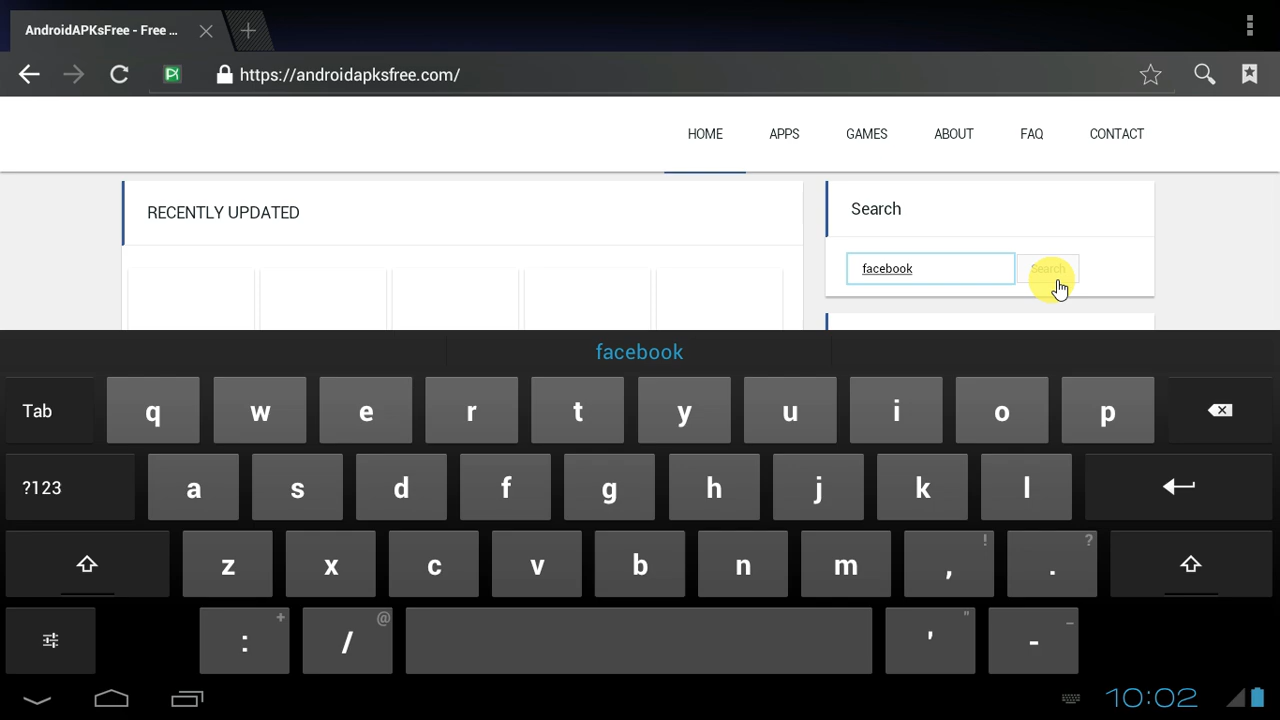 AndroidAPKsFree - Free ...
https://androidapksfree.com/
HOME APPS GAMES ABOUT FAQ CONTACT
RECENTLY UPDATED
Search
facebook Search
facebook
Tab q w e r t y u i o p
?123 a s d f g h j k l
z x c v b n m ! , ? .
+ : @ / " ' _ -
10:02